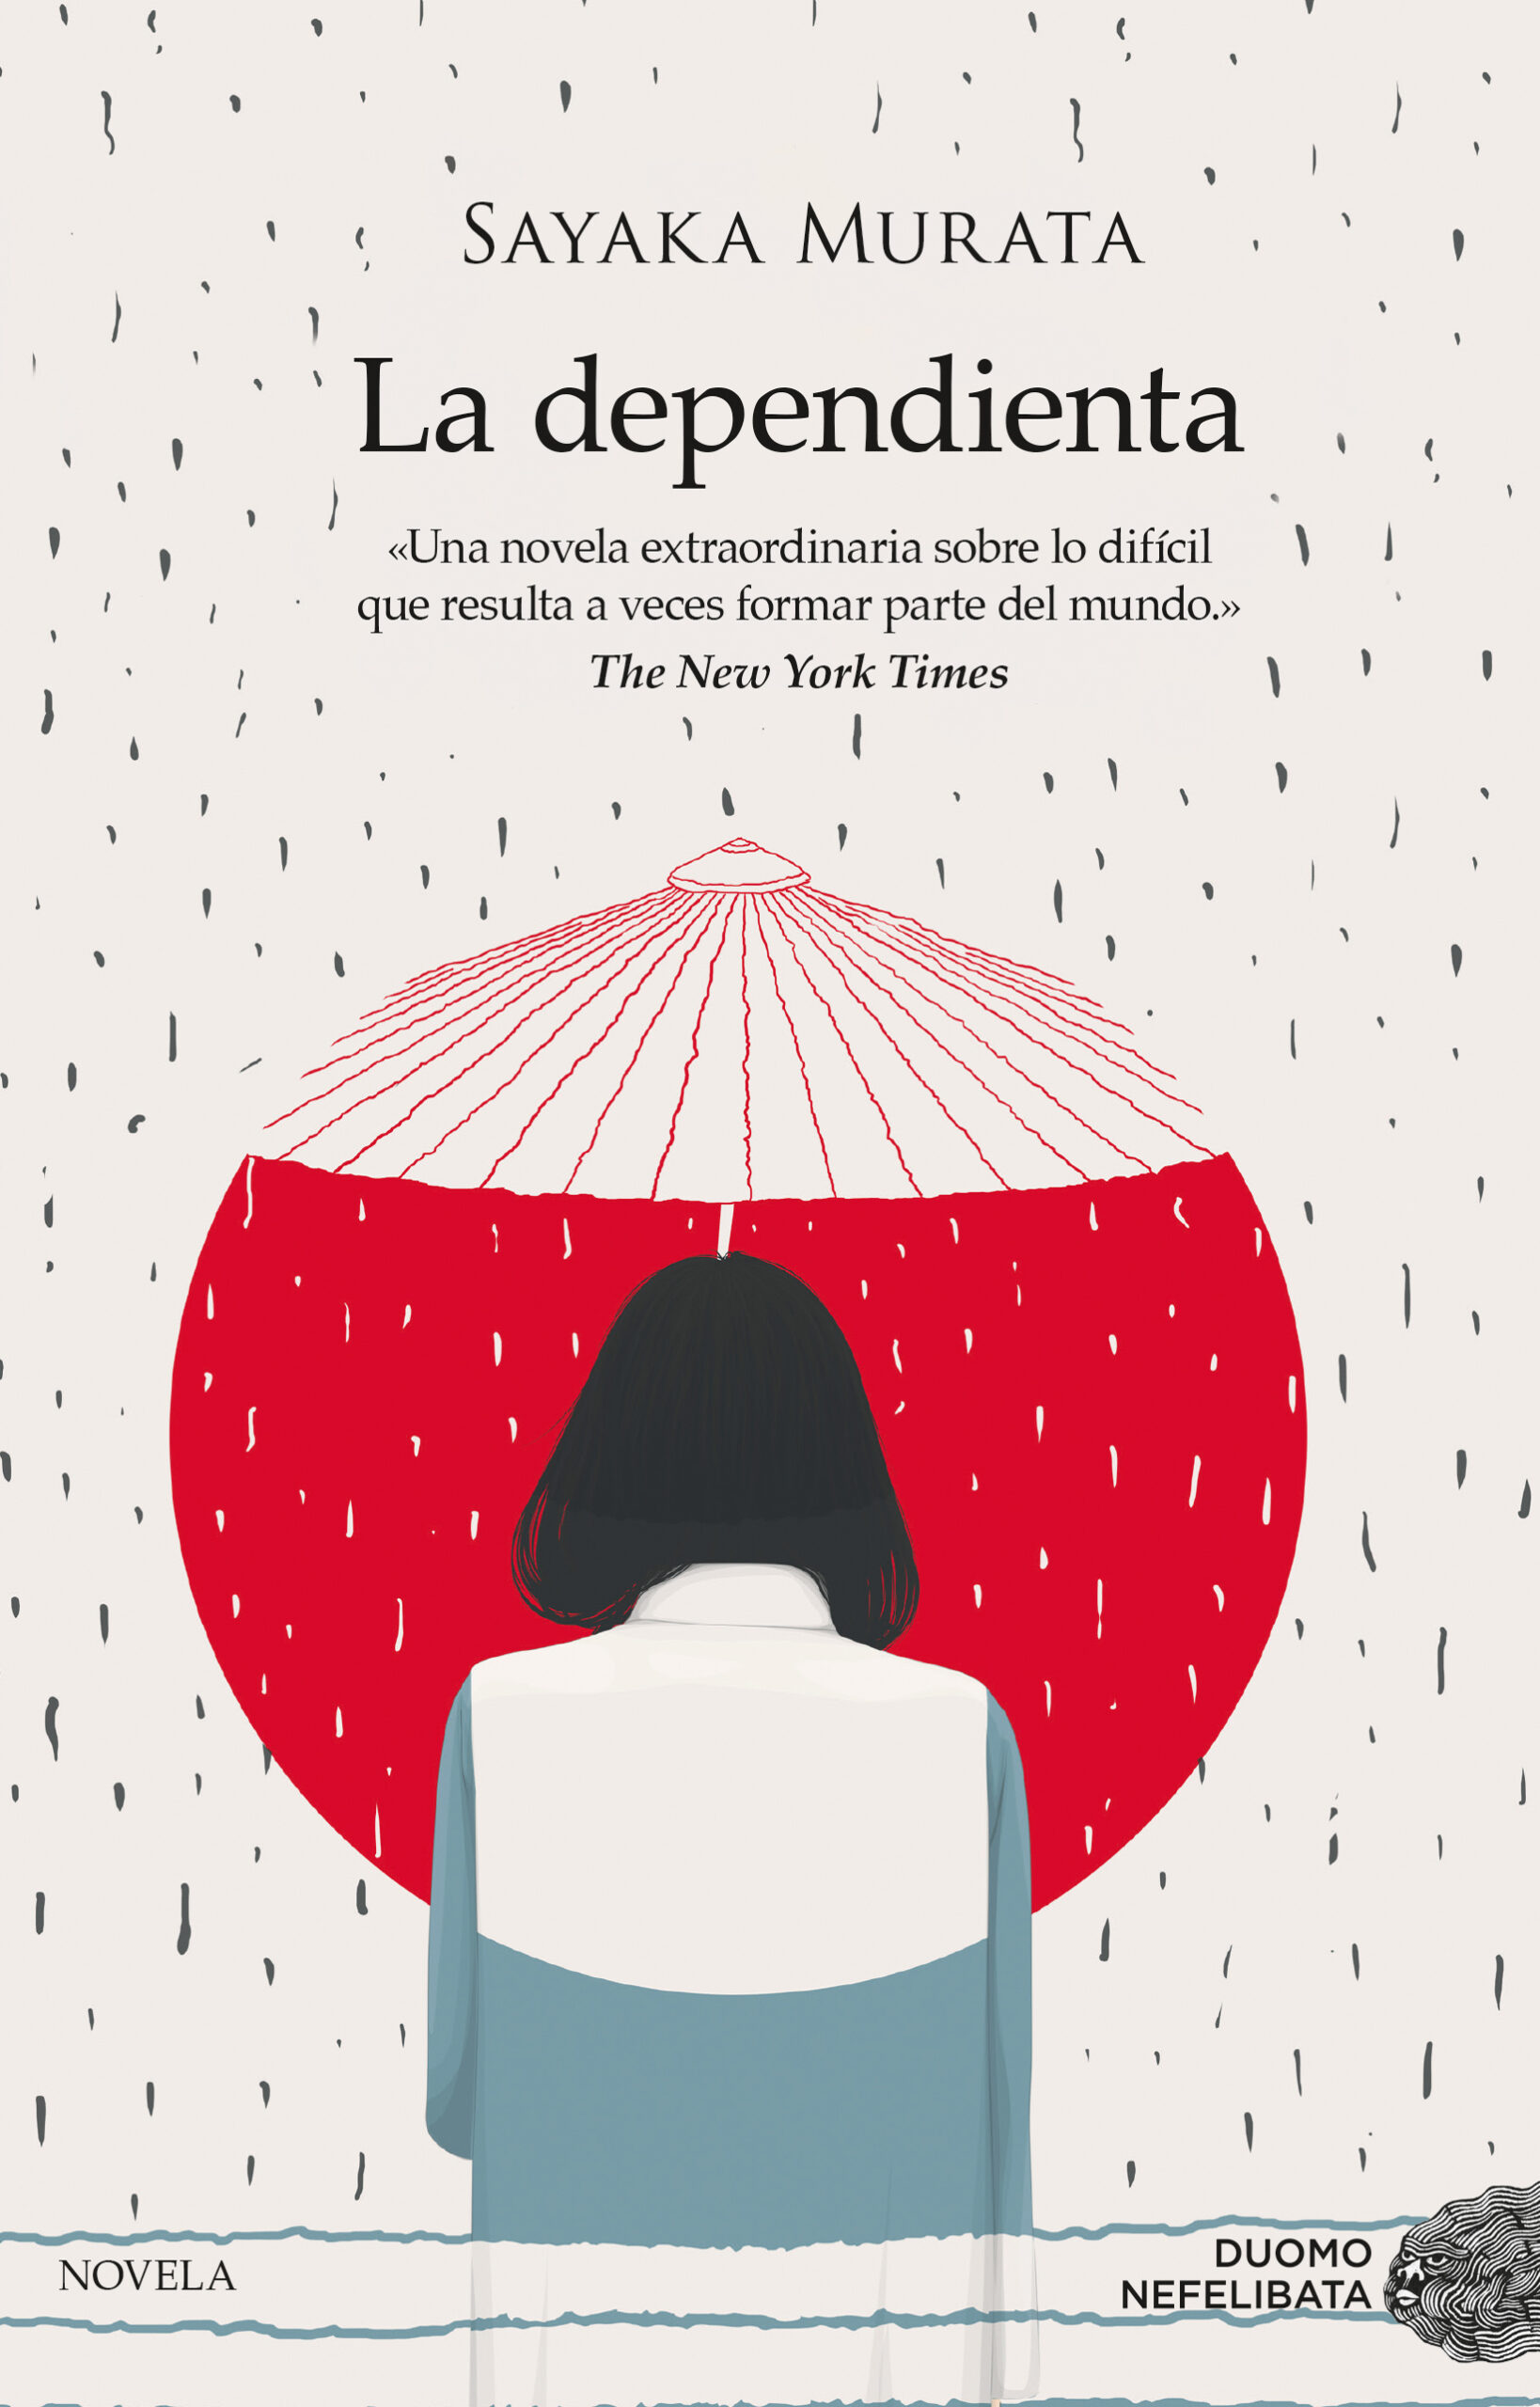 SAYAKA MURATA
La dependienta
«Una novela extraordinaria sobre lo difícil
que resulta a veces formar parte del mundo.»
The New York Times
NOVELA
DUOMO
NEFELIBATA